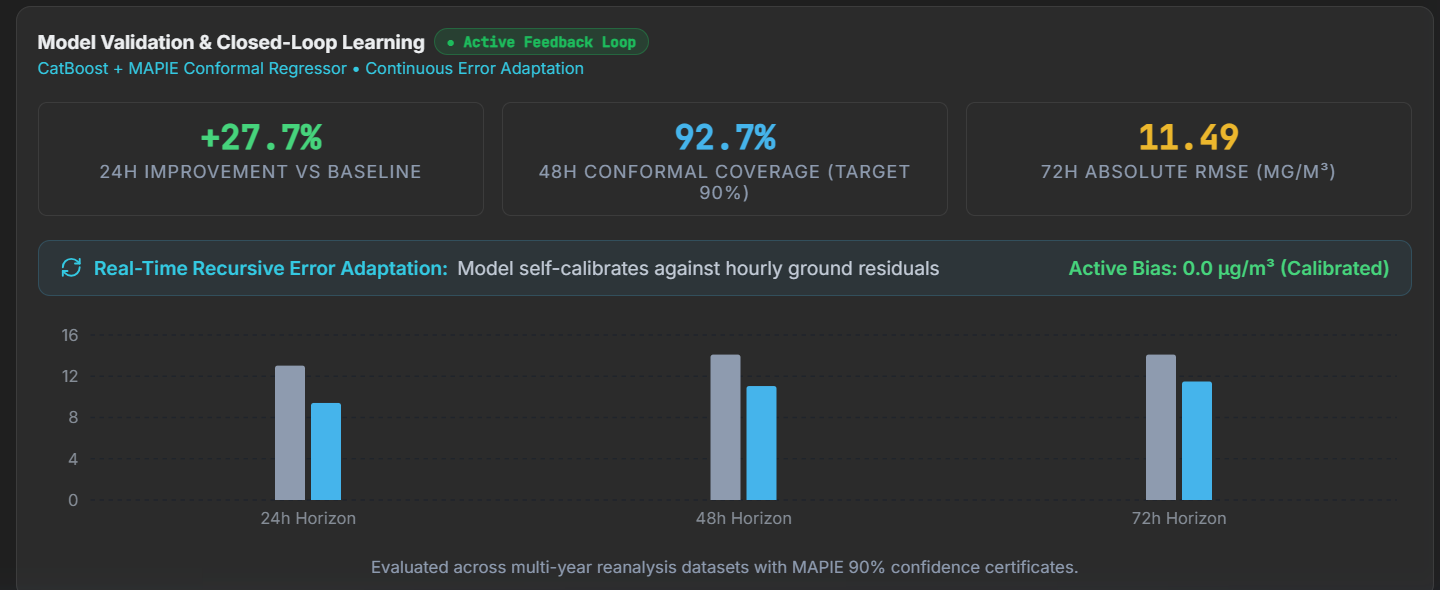 Model Validation & Closed-Loop Learning ● Active Feedback Loop
CatBoost + MAPIE Conformal Regressor • Continuous Error Adaptation
+27.7%
24H IMPROVEMENT VS BASELINE
92.7%
48H CONFORMAL COVERAGE (TARGET
90%)
11.49
72H ABSOLUTE RMSE (ΜG/M³)
Real-Time Recursive Error Adaptation: Model self-calibrates against hourly ground residuals
Active Bias: 0.0 µg/m³ (Calibrated)
16
12
8
4
0
24h Horizon
48h Horizon
72h Horizon
Evaluated across multi-year reanalysis datasets with MAPIE 90% confidence certificates.